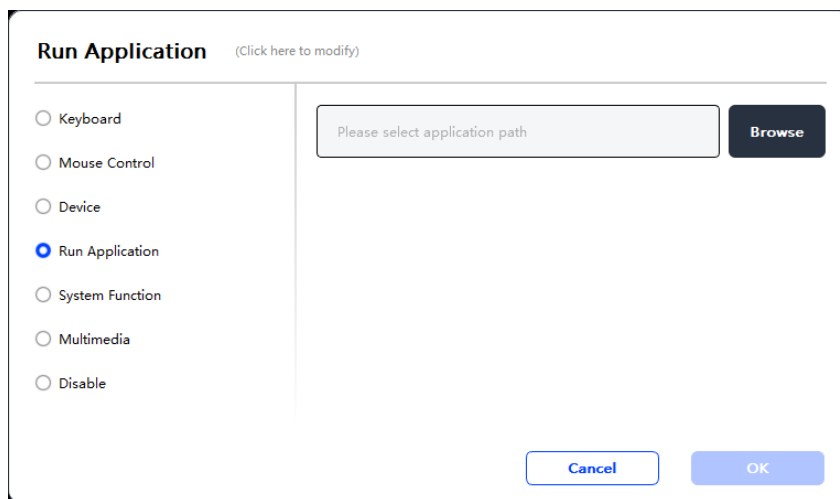 Run Application (Click here to modify)
Keyboard
Mouse Control
Device
Run Application
System Function
Multimedia
Disable
Please select application path
Browse
Cancel
OK